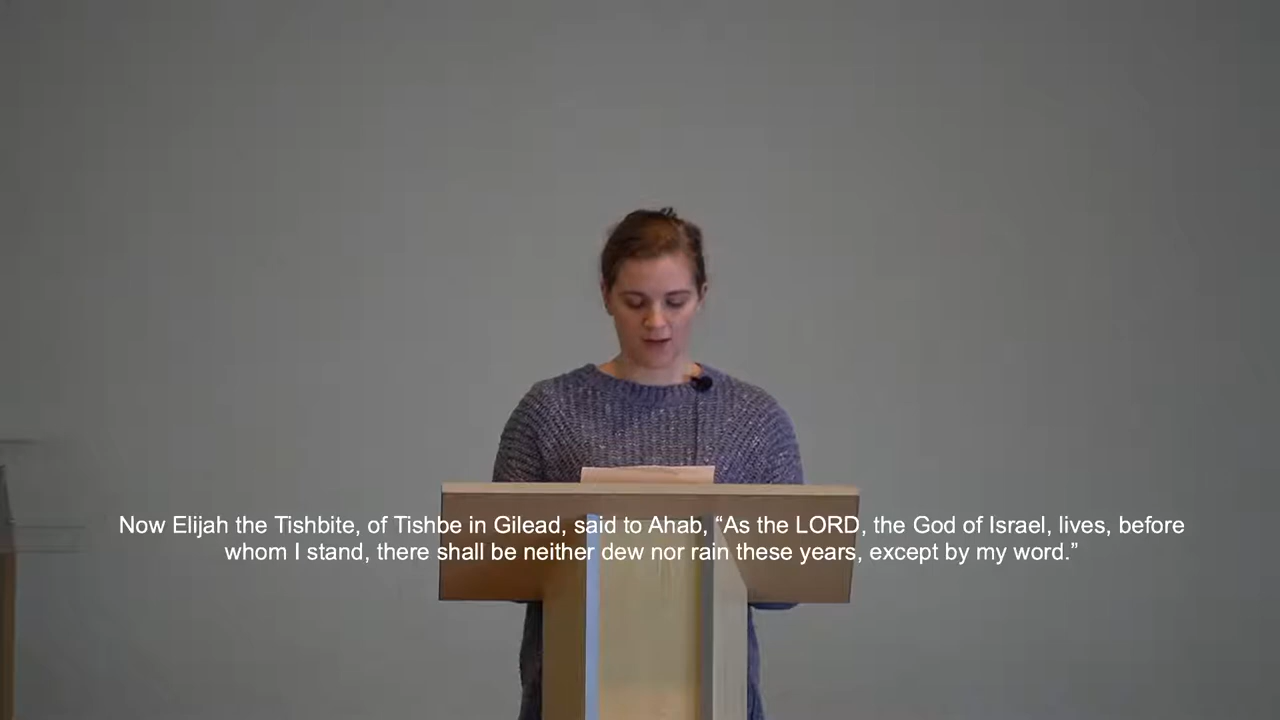 Now Elijah the Tishbite, of Tishbe in Gilead, said to Ahab, “As the LORD, the God of Israel, lives, before
whom I stand, there shall be neither dew nor rain these years, except by my word.”